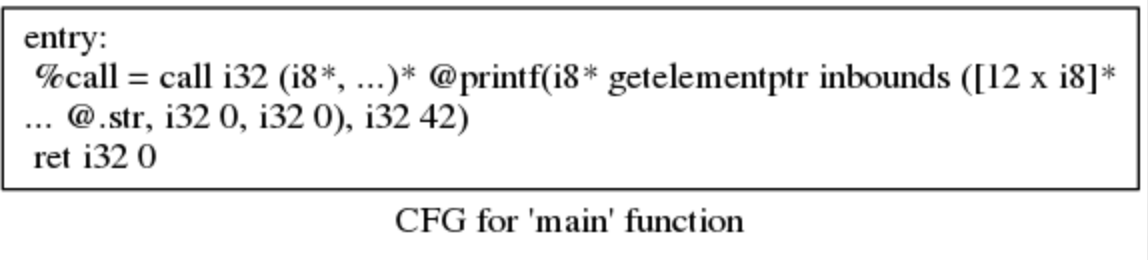 entry:
%call = call i32 (i8*, ...)* @printf(i8* getelementptr inbounds ([12 x i8]*
... @.str, i32 0, i32 0), i32 42)
ret i32 0
CFG for 'main' function